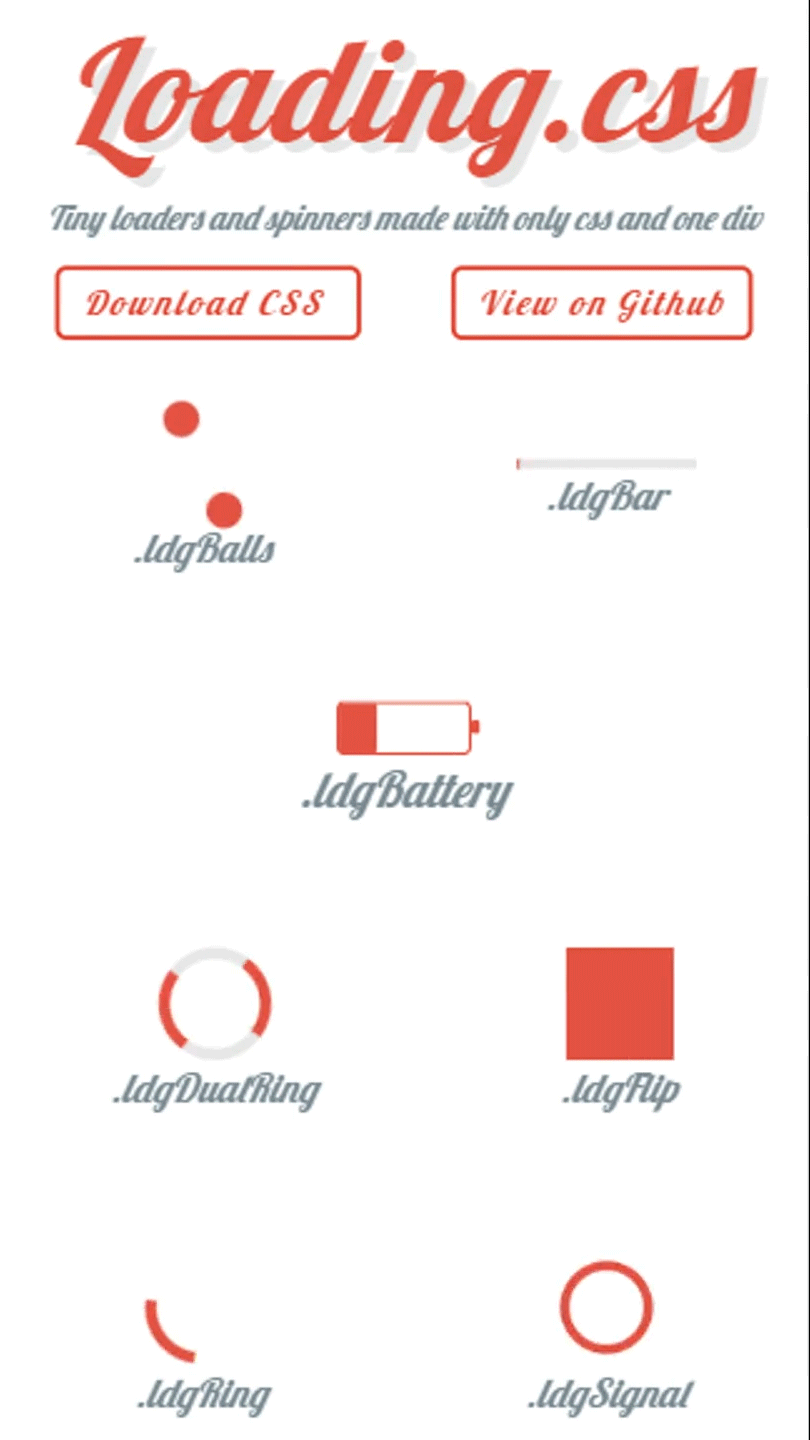 Loading.css
Tiny loaders and spinners made with only css and one div
Download CSS
View on Github
.ldgBalls
.ldgBar
.ldgBattery
.ldgDualRing
.ldgFlip
.ldgRing
.ldgSignal